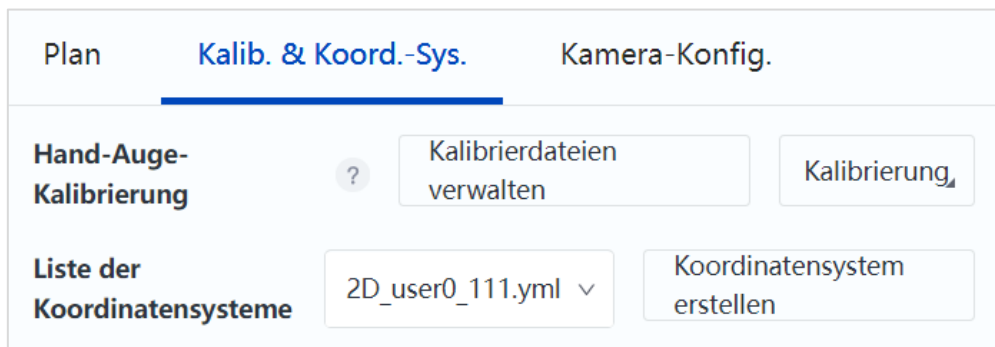 Plan Kalib. & Koord.-Sys. Kamera-Konfig.
Hand-Auge-
Kalibrierung
?
Kalibrierdateien
verwalten
Kalibrierung
Liste der
Koordinatensysteme
2D_user0_111.yml
Koordinatensystem
erstellen